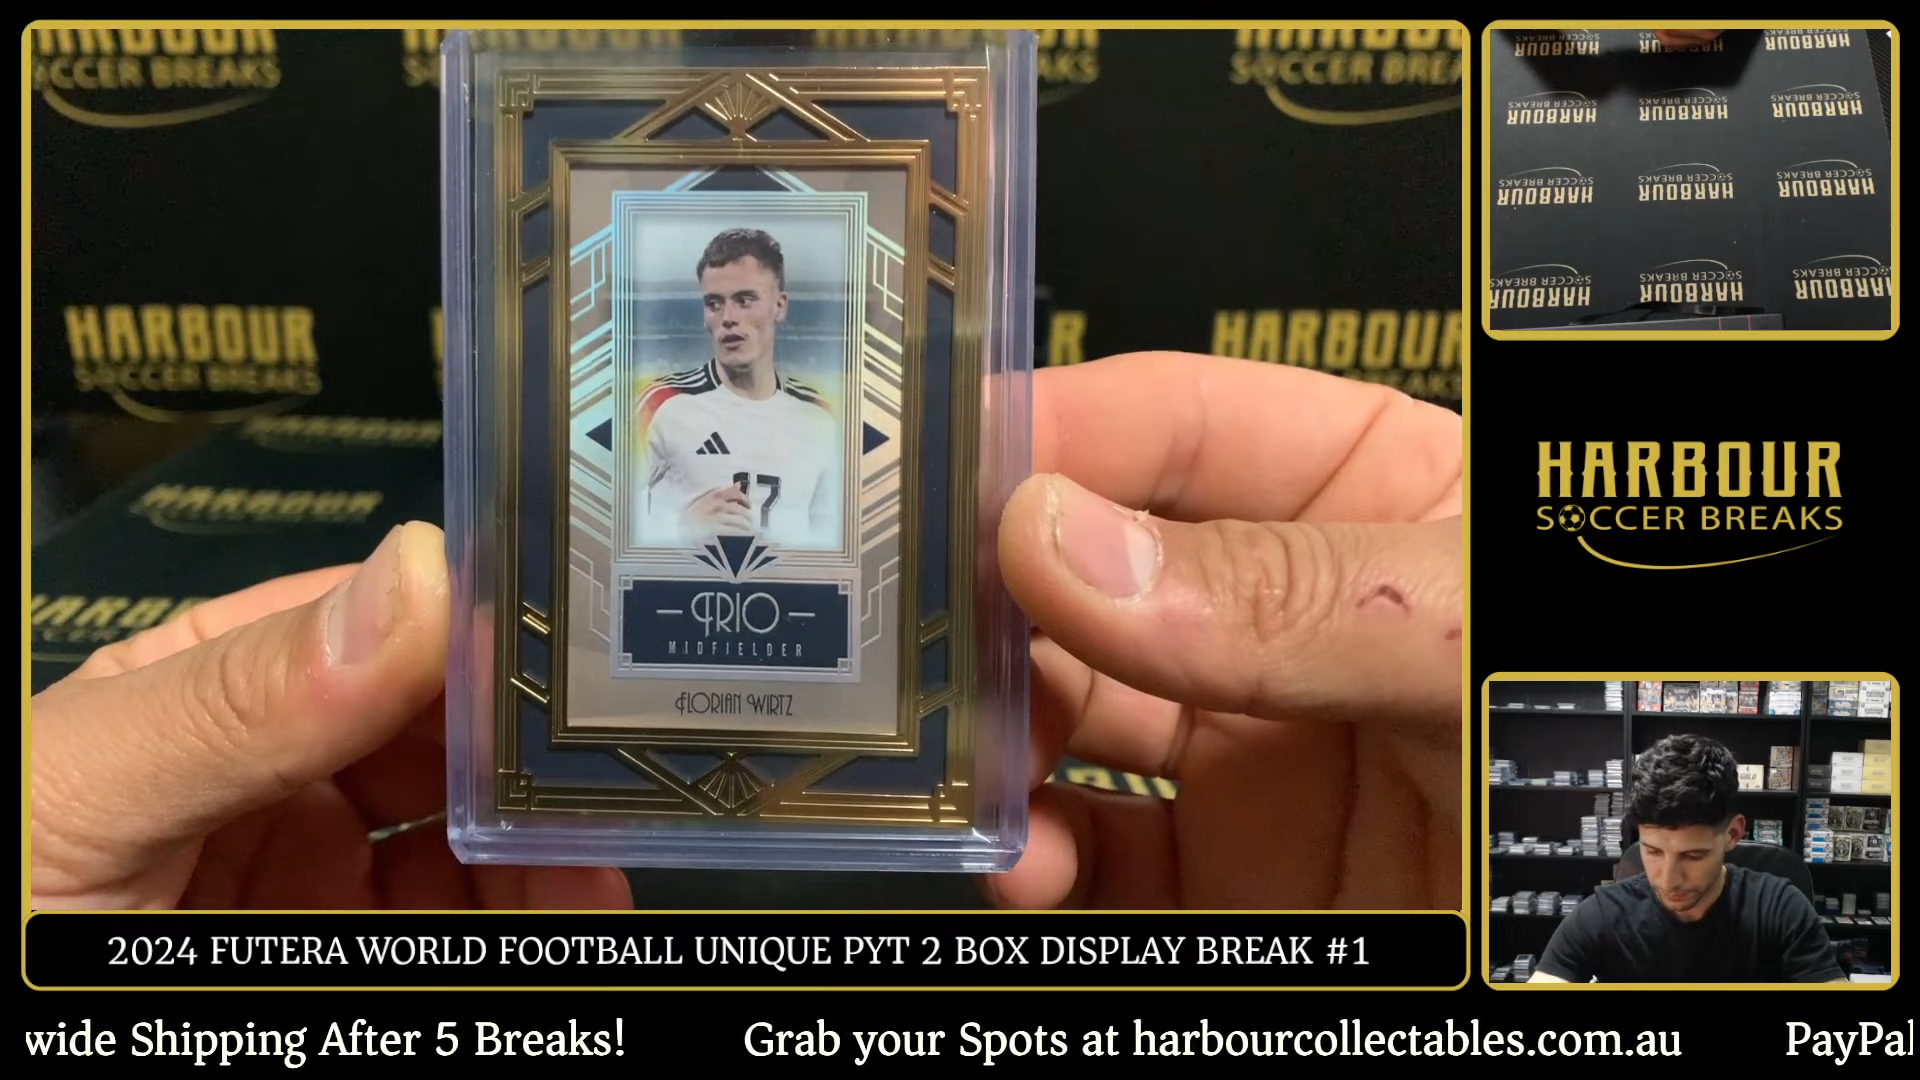 HARBOUR
SOCCER BREAKS
17
TRIO
MIDFIELDER
FLORIAN WIRTZ
HARBOUR
SOCCER BREAKS
2024 FUTERA WORLD FOOTBALL UNIQUE PYT 2 BOX DISPLAY BREAK #1
wide Shipping After 5 Breaks!
Grab your Spots at harbourcollectables.com.au
PayPal